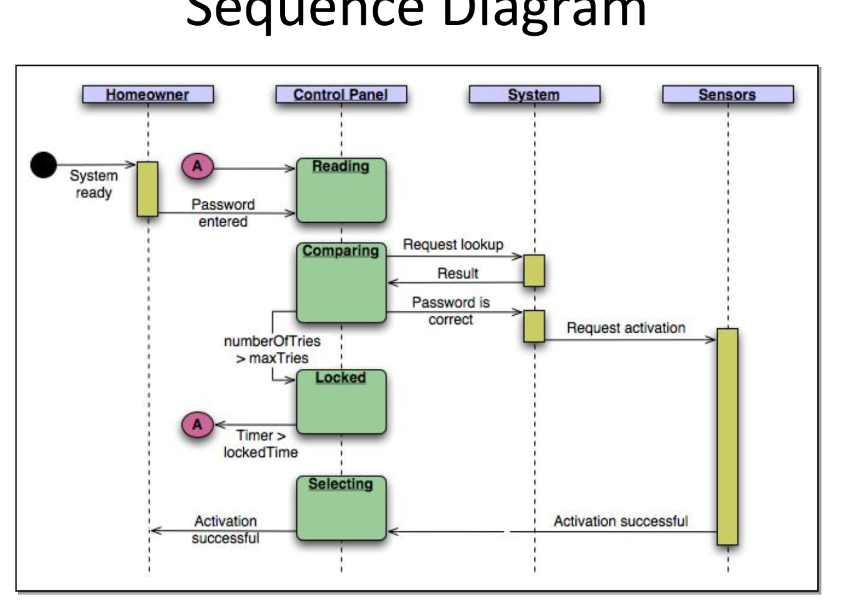 Sequence Diagram
Homeowner
Control Panel
System
Sensors
System
ready
A
Reading
Password
entered
Comparing
Request lookup
Result
Password is
correct
Request activation
numberOfTries
> maxTries
Locked
A
Timer >
lockedTime
Selecting
Activation
successful
Activation successful